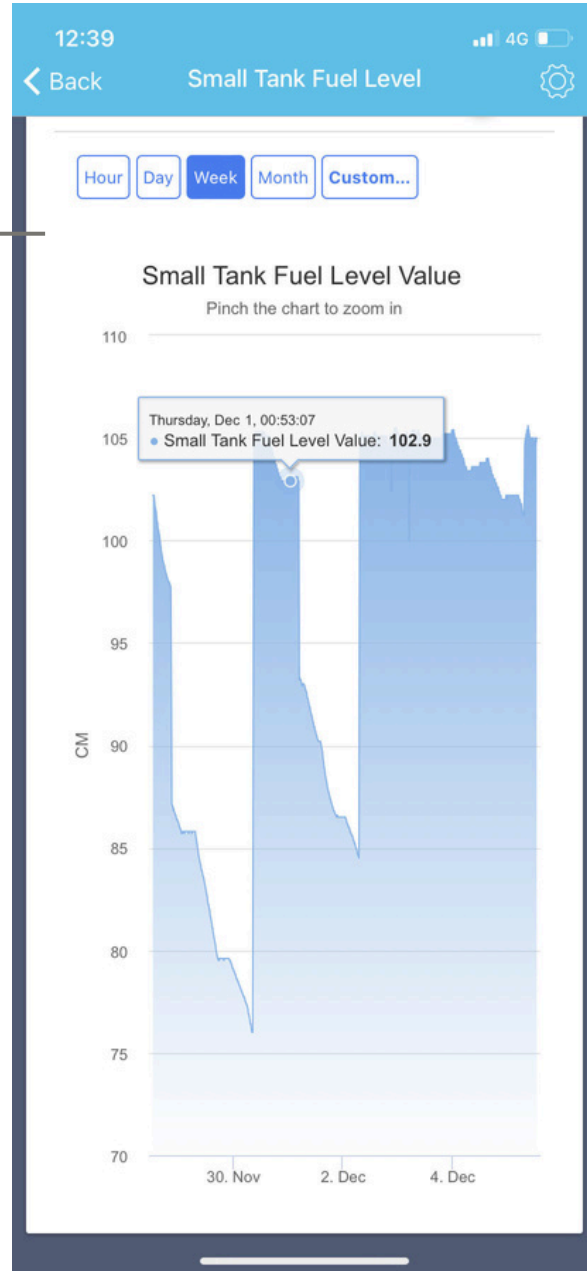 12:39 4G
Back Small Tank Fuel Level
Hour Day Week Month Custom...
Small Tank Fuel Level Value
Pinch the chart to zoom in
110
Thursday, Dec 1, 00:53:07
Small Tank Fuel Level Value: 102.9
105
100
95
CM
90
85
80
75
70
30. Nov 2. Dec 4. Dec